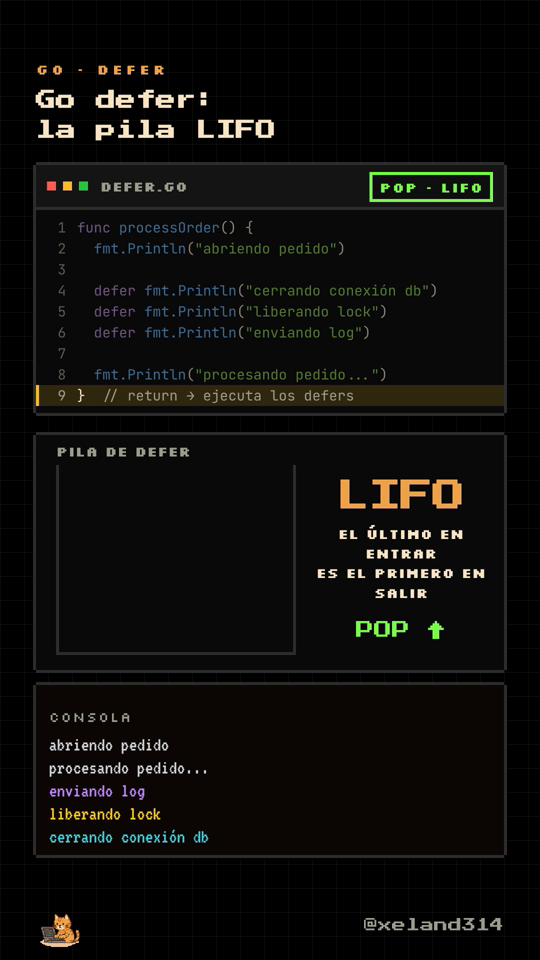 GO · DEFER
Go defer:
la pila LIFO
DEFER.GO
POP · LIFO
1 func processOrder() {
2   fmt.Println("abriendo pedido")
3
4   defer fmt.Println("cerrando conexión db")
5   defer fmt.Println("liberando lock")
6   defer fmt.Println("enviando log")
7
8   fmt.Println("procesando pedido...")
9 }  // return → ejecuta los defers
PILA DE DEFER
LIFO
EL ÚLTIMO EN
ENTRAR
ES EL PRIMERO EN
SALIR
POP ↑
CONSOLA
abriendo pedido
procesando pedido...
enviando log
liberando lock
cerrando conexión db
@xeland314